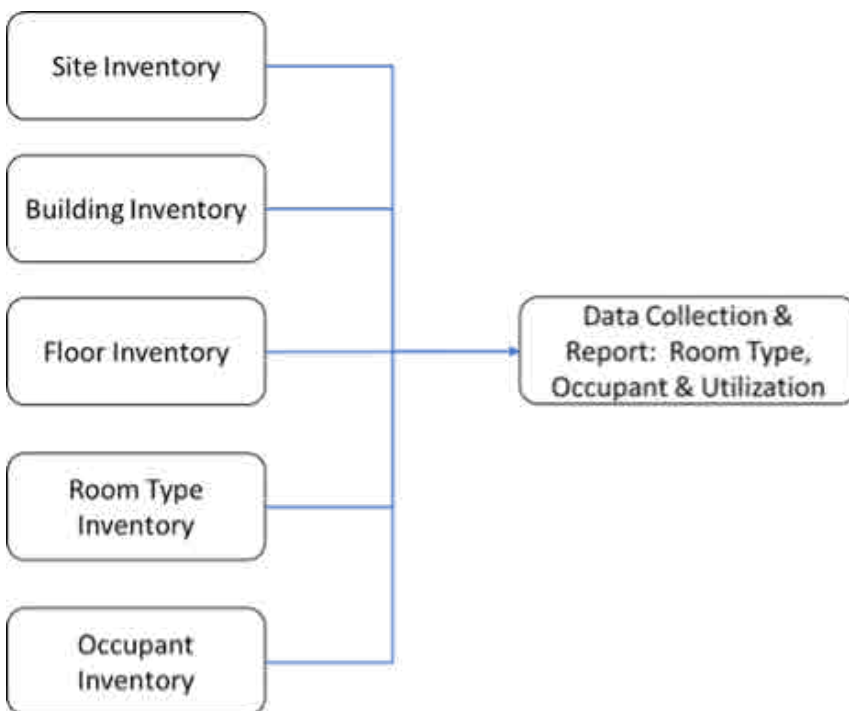 Site Inventory
Building Inventory
Floor Inventory
Room Type
Inventory
Occupant
Inventory
Data Collection &
Report: Room Type,
Occupant & Utilization